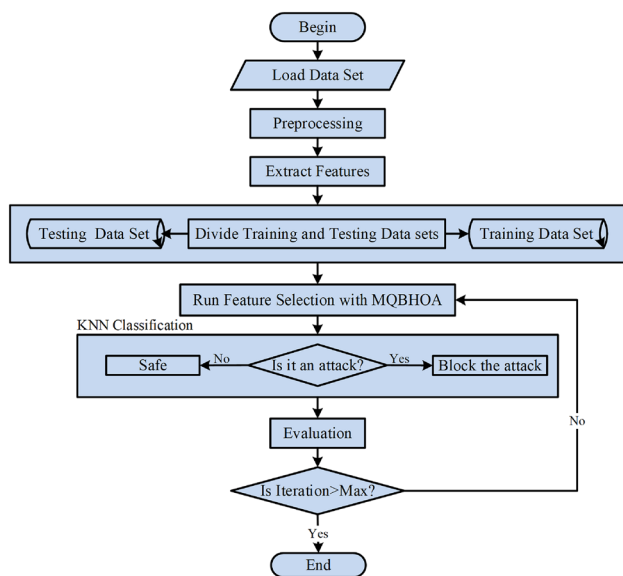 Begin
Load Data Set
Preprocessing
Extract Features
Testing Data Set
Divide Training and Testing Data sets
Training Data Set
Run Feature Selection with MQBHOA
KNN Classification
Safe
No
Is it an attack?
Yes
Block the attack
Evaluation
No
Is Iteration>Max?
Yes
End